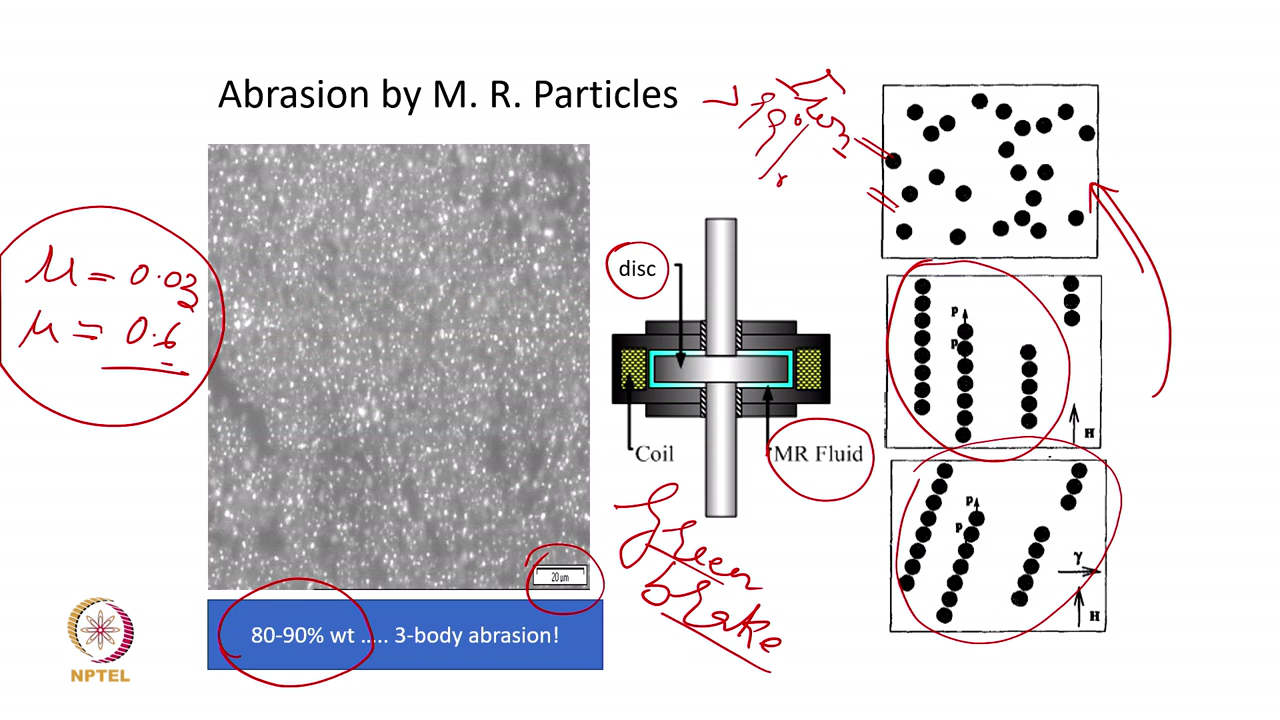 Abrasion by M. R. Particles
μ = 0.03
μ = 0.6
disc
Coil
MR Fluid
Green
brake
20 μm
80-90% wt ..... 3-body abrasion!
NPTEL
p
p
H
p
p
γ
H